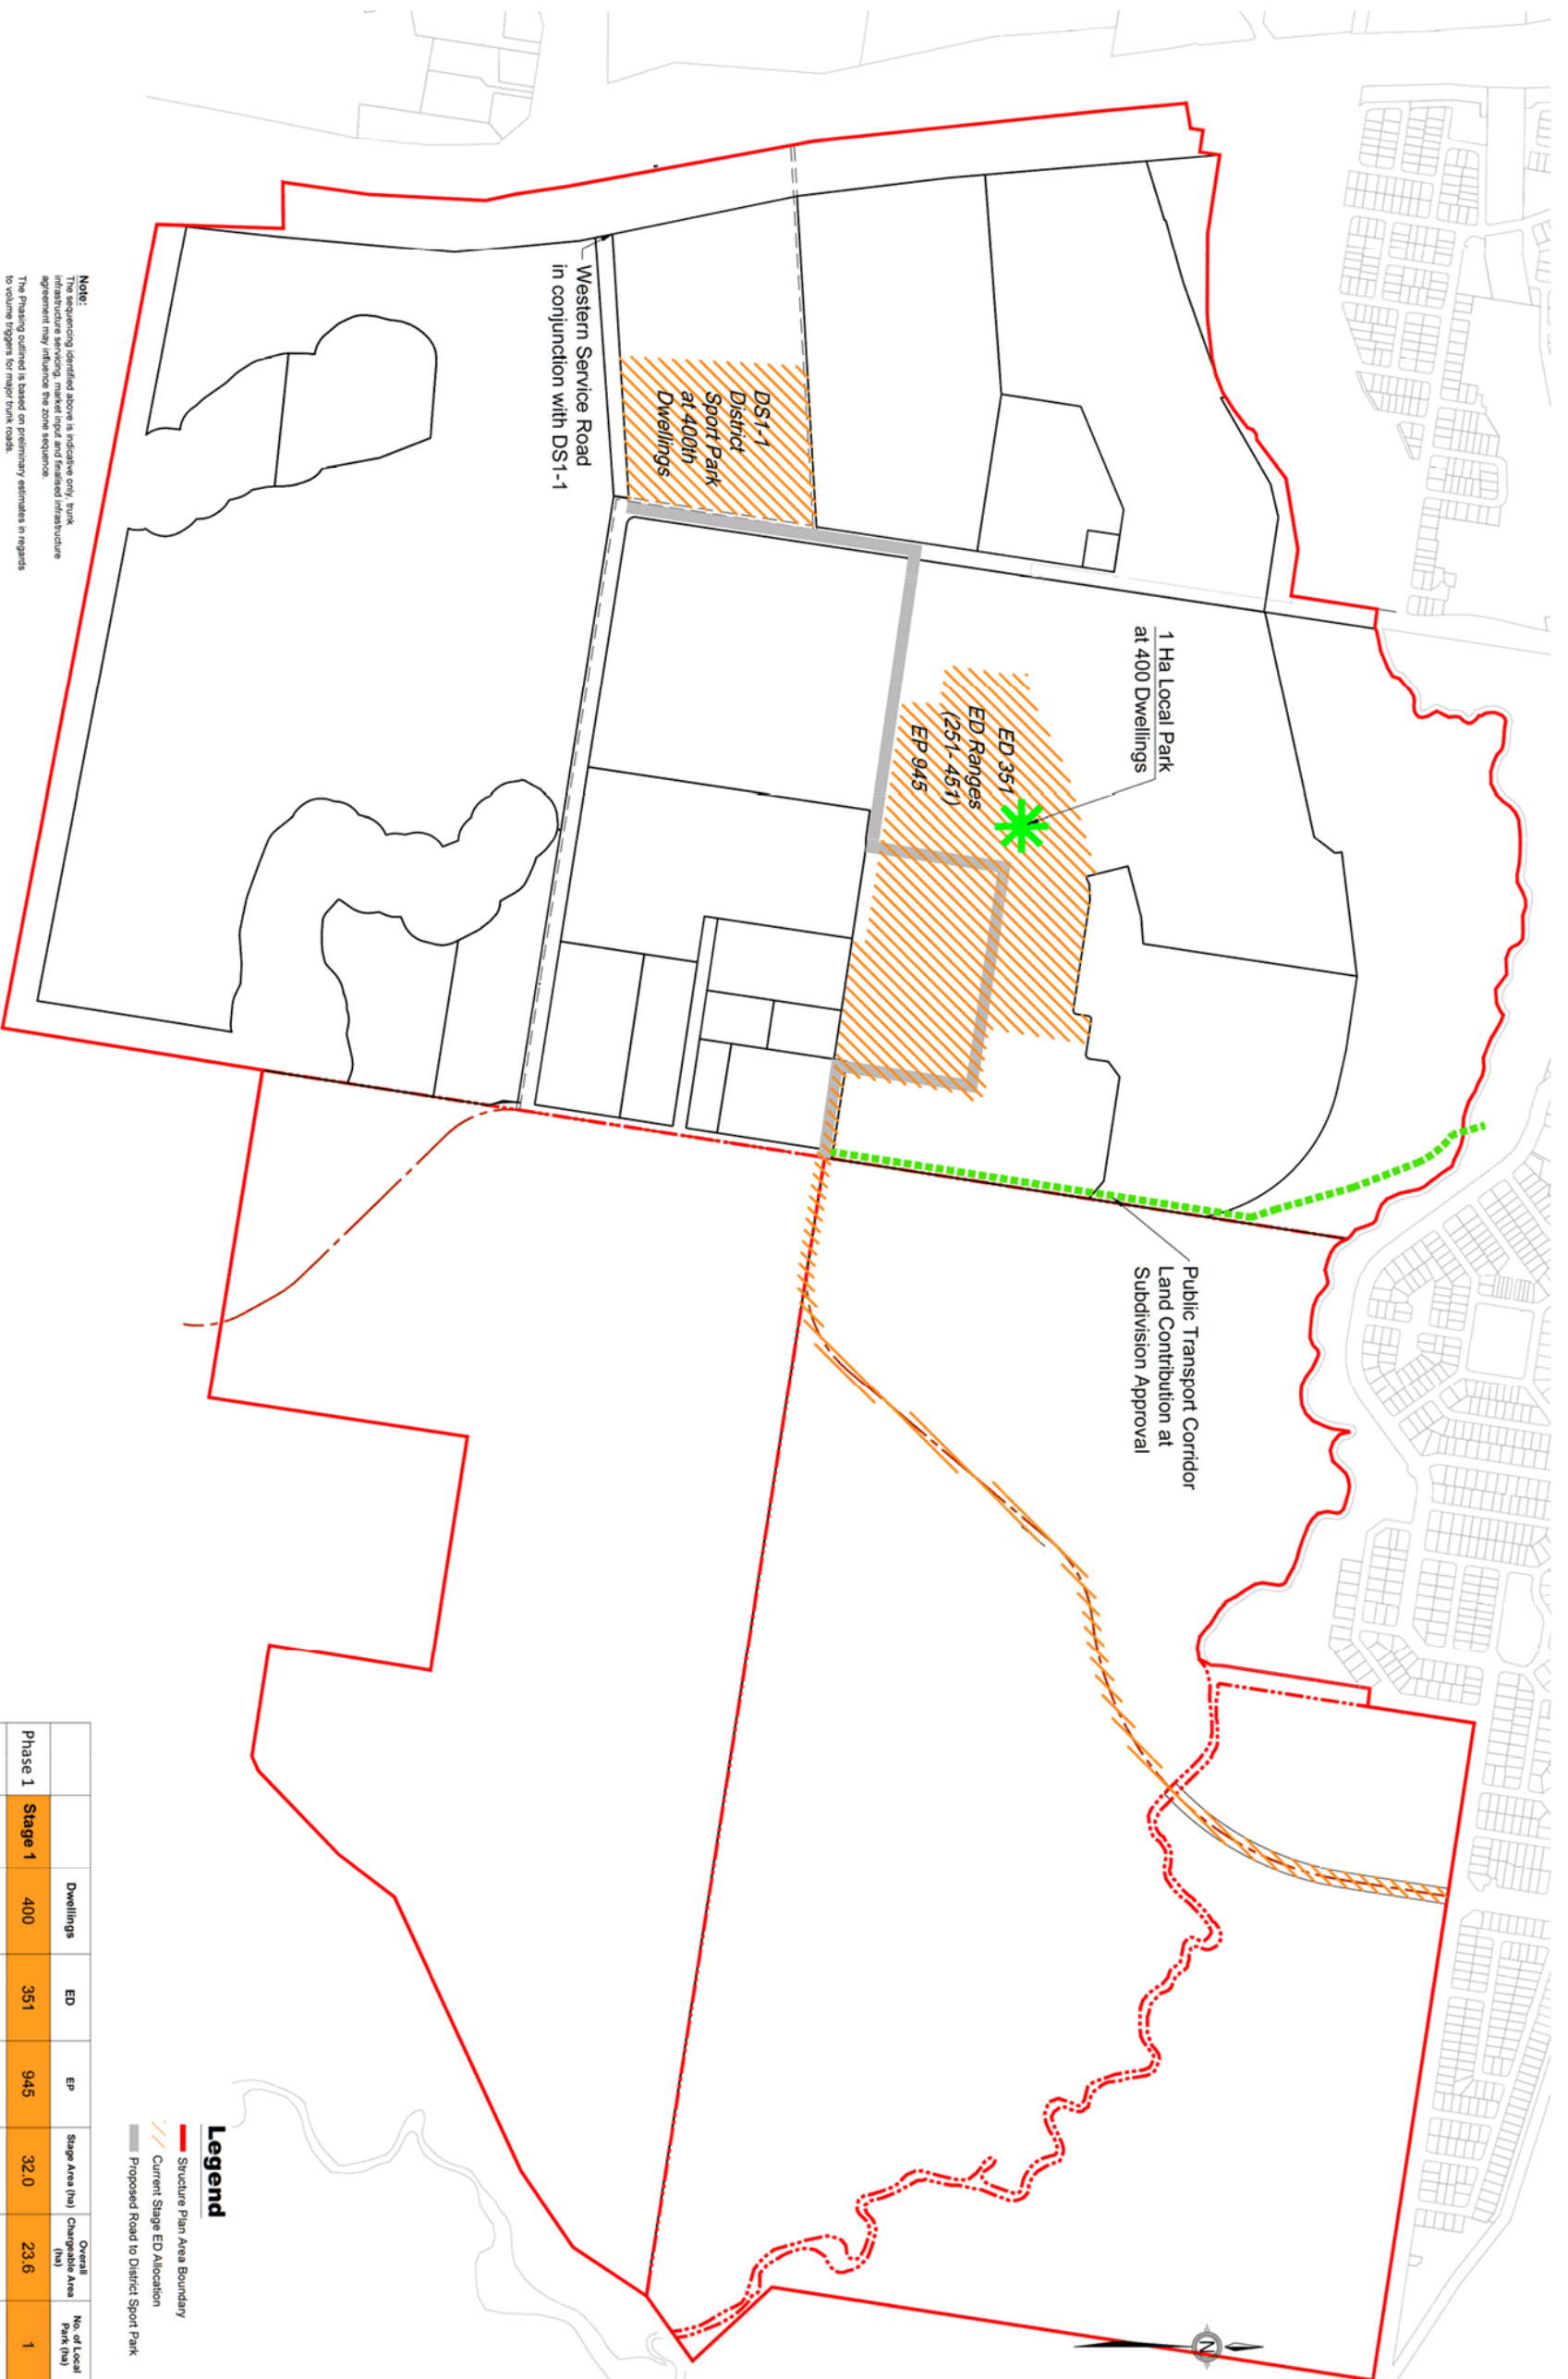 1 Ha Local Park
at 400 Dwellings
Public Transport Corridor
Land Contribution at
Subdivision Approval
ED 351
ED Ranges
(251- 451)
EP 945
DS1-1
District
Sport Park
at 400th
Dwellings
Western Service Road
in conjunction with DS1-1
N
Legend
Structure Plan Area Boundary
Current Stage ED Allocation
Proposed Road to District Sport Park
Note:
The sequencing identified above is indicative only, trunk
infrastructure servicing, market input and finalised infrastructure
agreement may influence the zone sequence.
The Phasing outlined is based on preliminary estimates in regards
to volume triggers for major trunk roads.
Dwellings ED EP Stage Area (ha) Overall Chargeable Area (ha) No. of Local Park (ha)
Phase 1 Stage 1 400 351 945 32.0 23.6 1